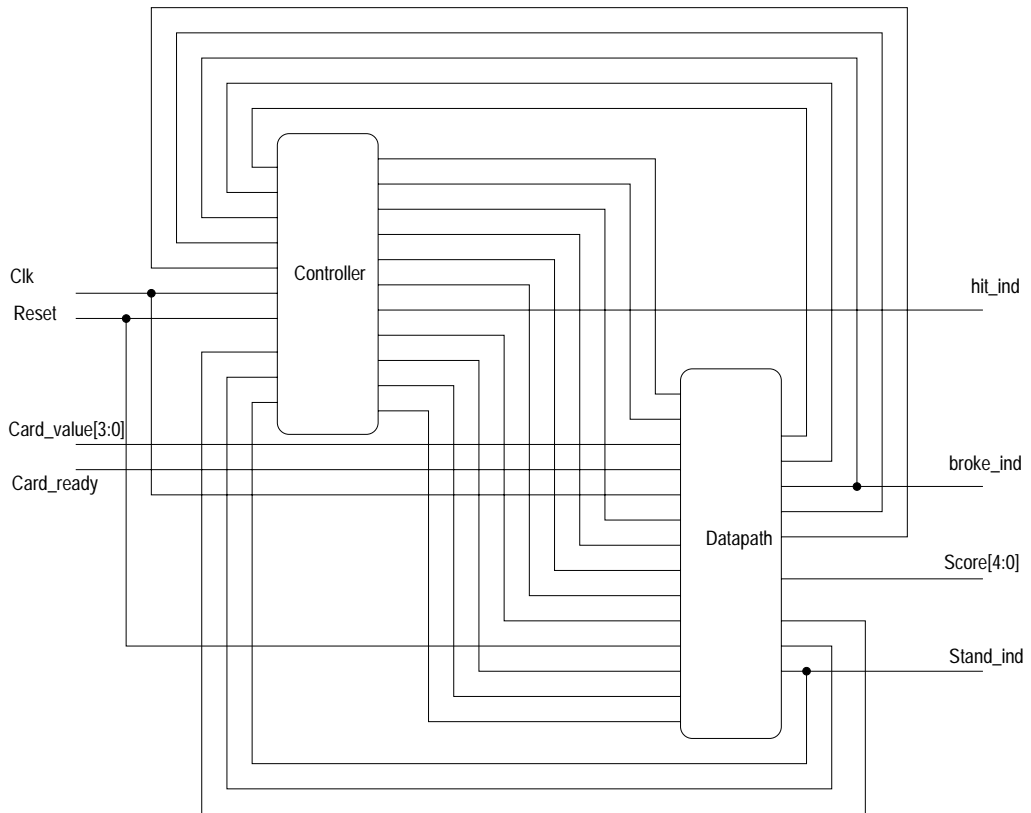 Controller
Clk
hit_ind
Reset
Card_value[3:0]
broke_ind
Card_ready
Datapath
Score[4:0]
Stand_ind